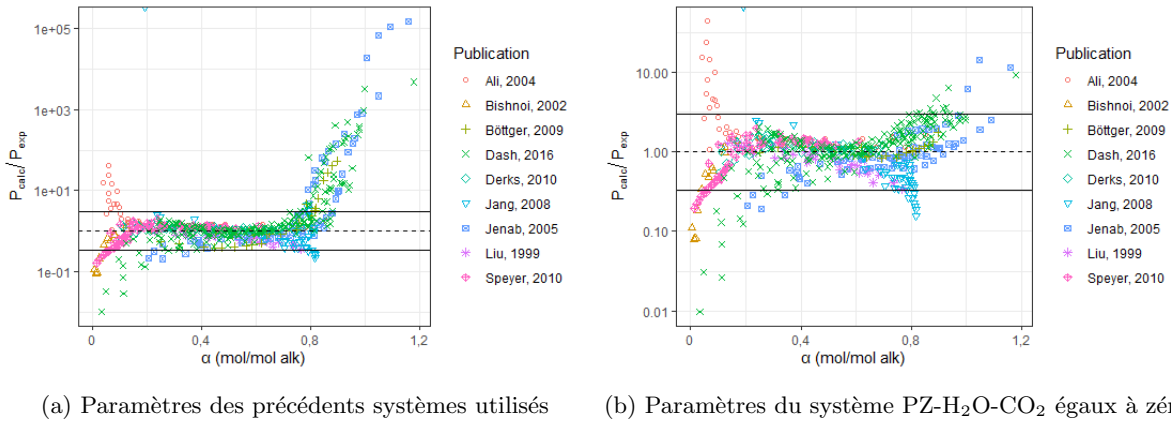 1e+05
1e+03
1e+01
1e-01
Pcalc/ Pexp
0
0,4
0,8
1,2
α (mol/mol alk)
Publication
Ali, 2004
Bishnoi, 2002
Böttger, 2009
Dash, 2016
Derks, 2010
Jang, 2008
Jenab, 2005
Liu, 1999
Speyer, 2010
(a) Paramètres des précédents systèmes utilisés
10.00
1.00
0.10
0.01
Pcalc/ Pexp
0
0,4
0,8
1,2
α (mol/mol alk)
Publication
Ali, 2004
Bishnoi, 2002
Böttger, 2009
Dash, 2016
Derks, 2010
Jang, 2008
Jenab, 2005
Liu, 1999
Speyer, 2010
(b) Paramètres du système PZ-H₂O-CO₂ égaux à